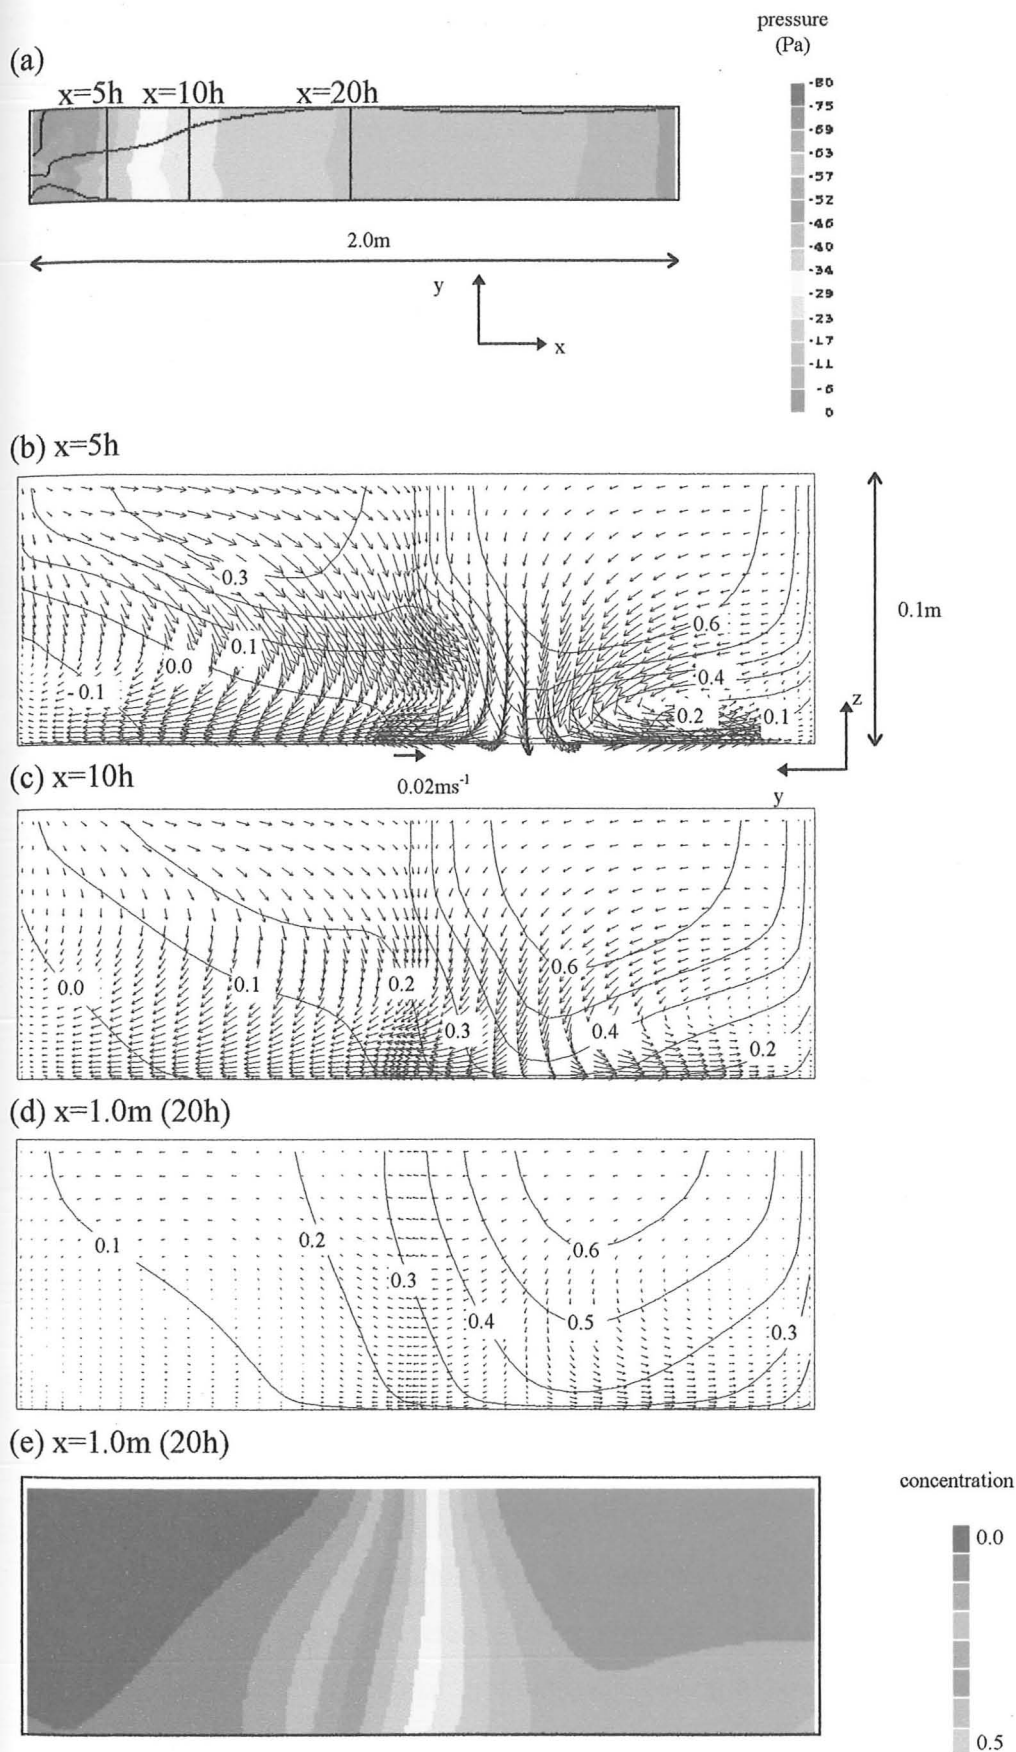 pressure
(Pa)
(a)
x=5h x=10h x=20h
-80
-75
-69
-63
-57
-52
-46
-40
-34
-29
-23
-17
-11
-6
0
2.0m
y
x
(b) x=5h
0.3
0.1
0.0
-0.1
0.6
0.4
0.2
0.1
0.1m
z
y
0.02ms⁻¹
(c) x=10h
0.0
0.1
0.2
0.3
0.6
0.4
0.2
(d) x=1.0m (20h)
0.1
0.2
0.3
0.4
0.5
0.6
0.3
(e) x=1.0m (20h)
concentration
0.0
0.5